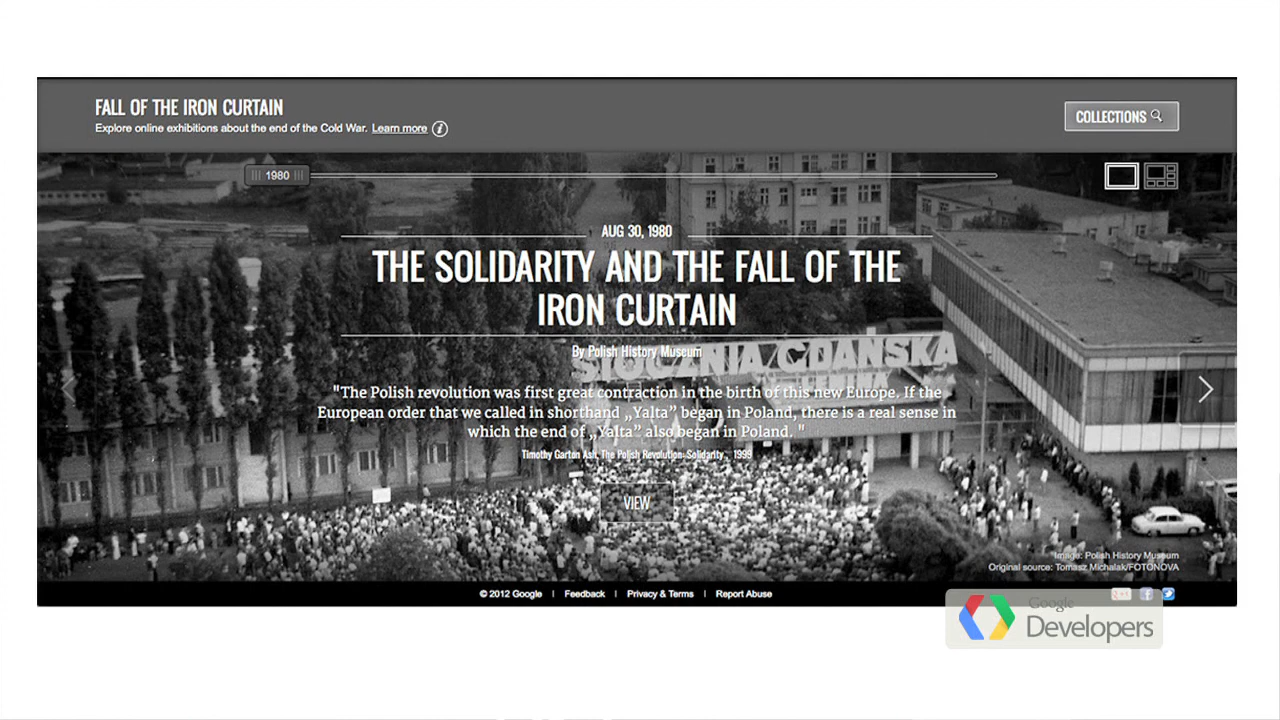 FALL OF THE IRON CURTAIN
Explore online exhibitions about the end of the Cold War. Learn more i
COLLECTIONS
1980
AUG 30, 1980
THE SOLIDARITY AND THE FALL OF THE
IRON CURTAIN
By Polish History Museum
STOCZNIA GDAŃSKA
"The Polish revolution was first great contraction in the birth of this new Europe. If the
European order that we called in shorthand „Yalta” began in Poland, there is a real sense in
which the end of „Yalta” also began in Poland. "
Timothy Garton Ash, The Polish Revolution: Solidarity , 1999
VIEW
Image: Polish History Museum
Original source: Tomasz Michalak/FOTONOVA
© 2012 Google | Feedback | Privacy & Terms | Report Abuse
Google
Developers